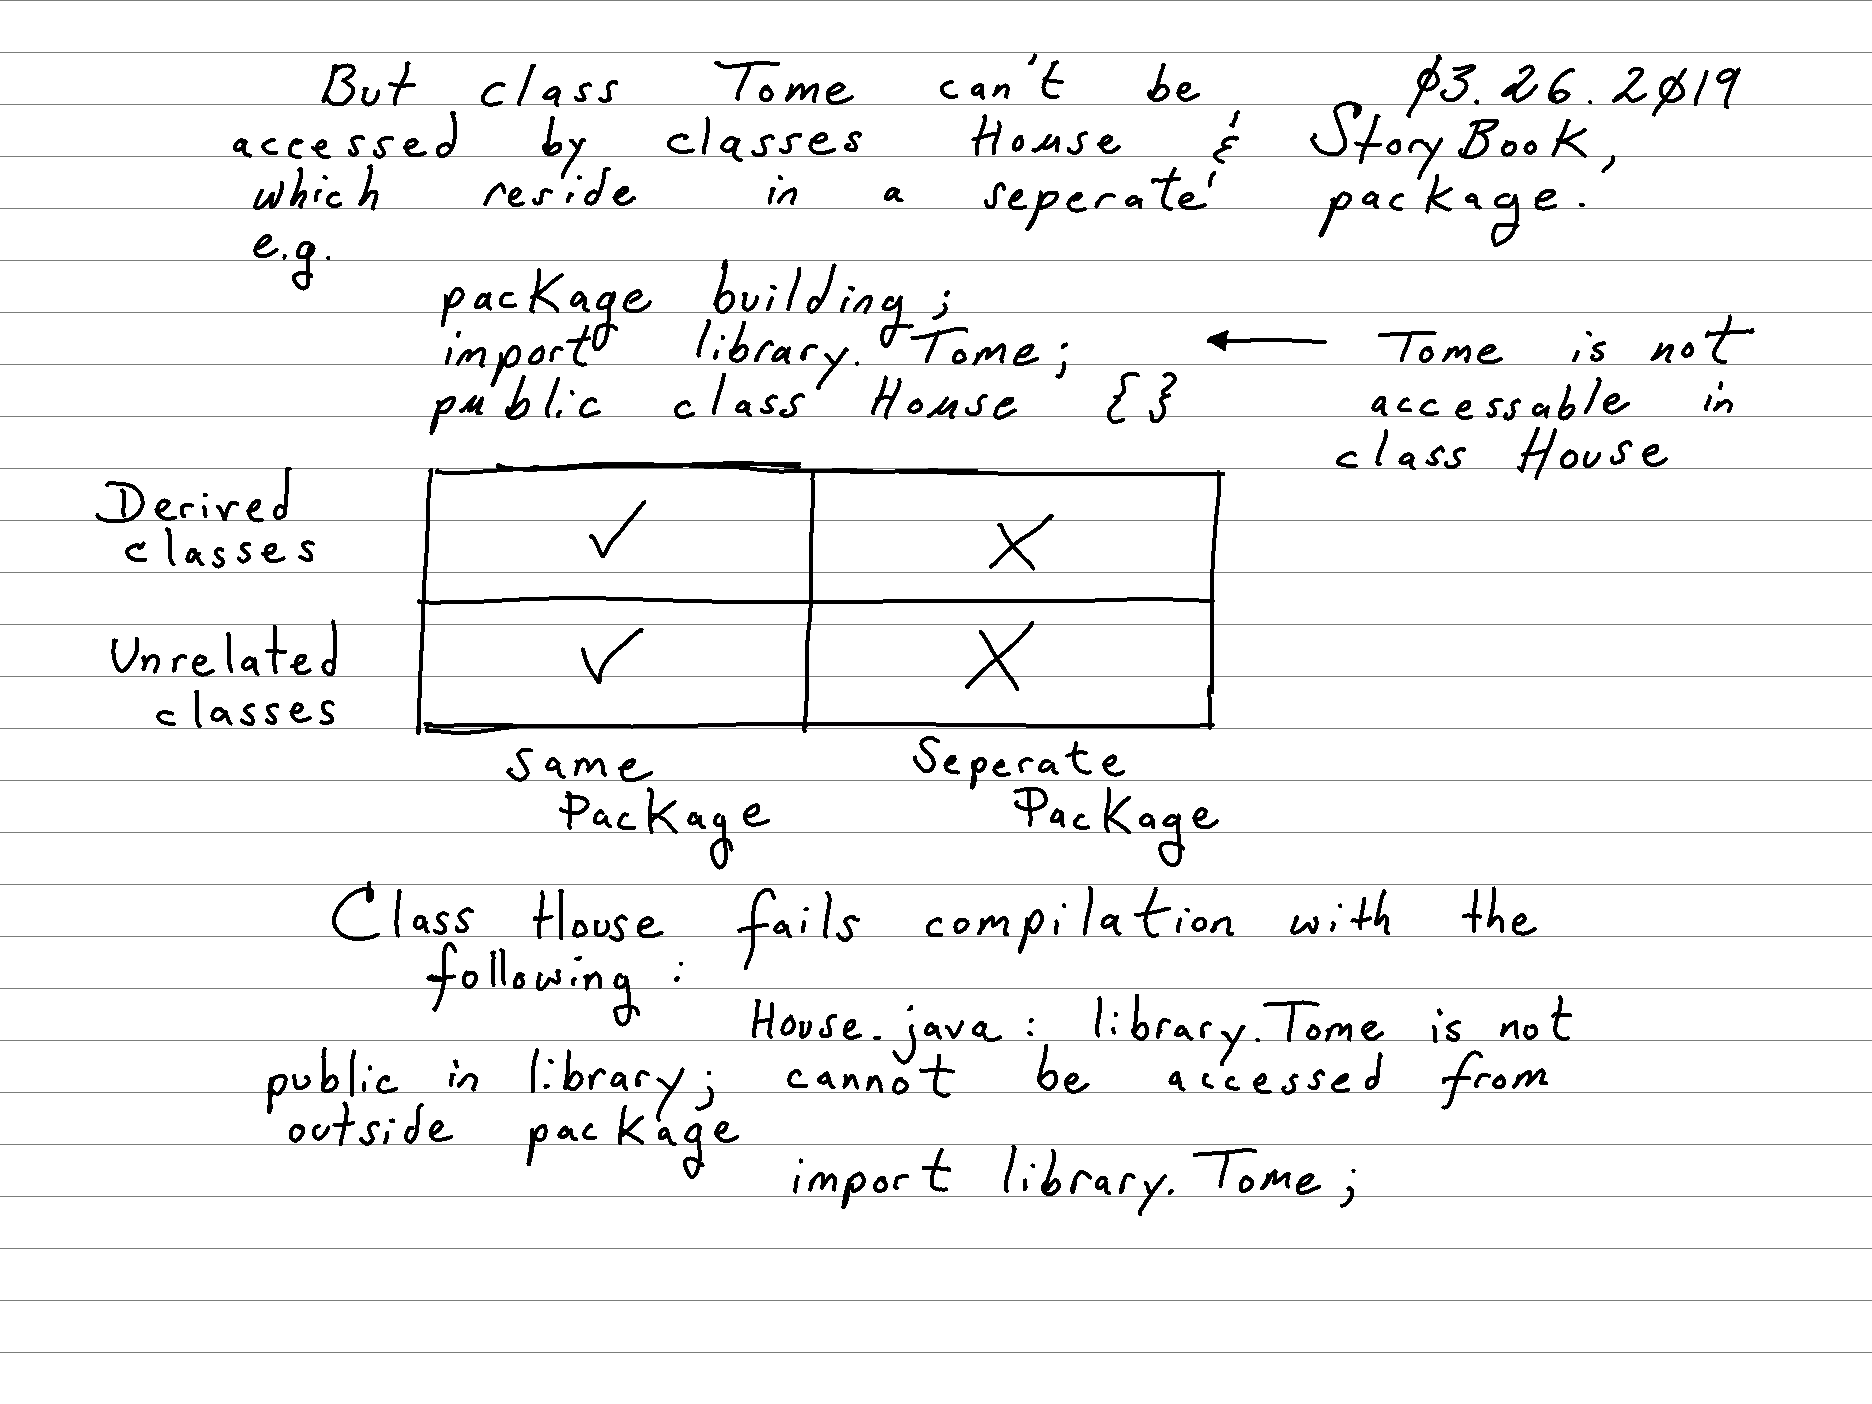 But class Tome can't be 03.26.2019
accessed by classes House & StoryBook,
which reside in a seperate package.
e.g.
package building;
import library.Tome; ← Tome is not
public class House {} accessable in
class House
Derived ✓ X
classes
Unrelated ✓ X
classes
Same Seperate
Package Package
Class House fails compilation with the
following:
House.java: library.Tome is not
public in library; cannot be accessed from
outside package
import library.Tome;